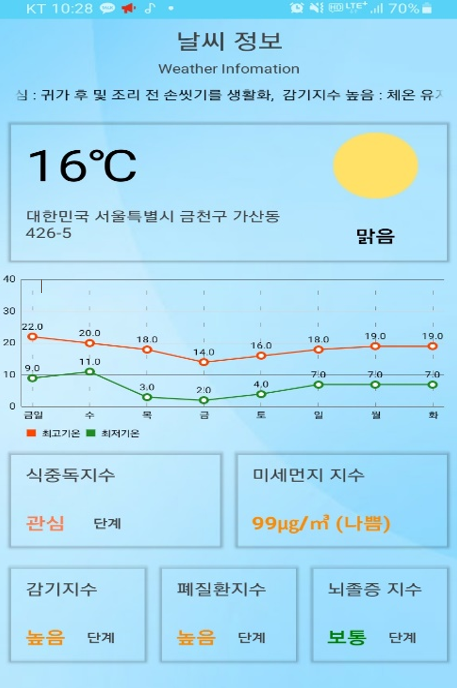 KT 10:28
LTE+ 70%
날씨 정보
Weather Infomation
심 : 귀가 후 및 조리 전 손씻기를 생활화, 감기지수 높음 : 체온 유지
16℃
대한민국 서울특별시 금천구 가산동
426-5
맑음
40
30
20
10
0
22.0 20.0 18.0 14.0 16.0 18.0 19.0 19.0
9.0 11.0 3.0 2.0 4.0 7.0 7.0 7.0
금일 수 목 금 토 일 월 화
최고기온 최저기온
식중독지수
관심 단계
미세먼지 지수
99μg/㎥ (나쁨)
감기지수
높음 단계
폐질환지수
높음 단계
뇌졸증 지수
보통 단계